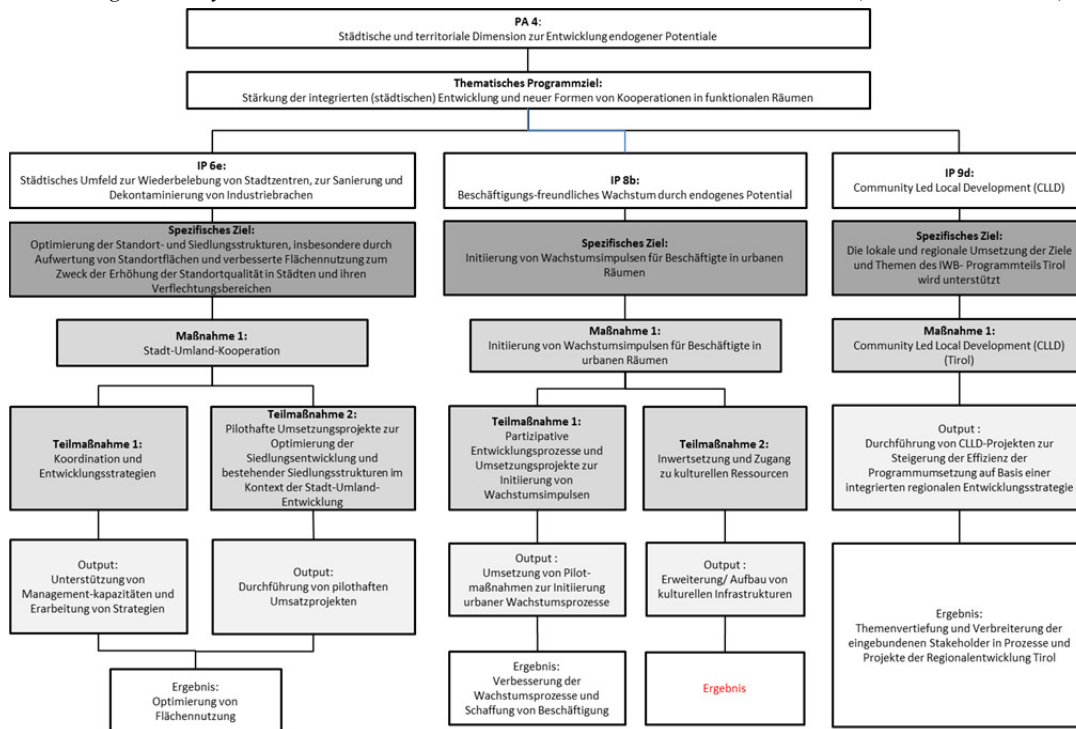 PA 4:
Städtische und territoriale Dimension zur Entwicklung endogener Potentiale
Thematisches Programmziel:
Stärkung der integrierten (städtischen) Entwicklung und neuer Formen von Kooperationen in funktionalen Räumen
IP 6e:
Städtisches Umfeld zur Wiederbelebung von Stadtzentren, zur Sanierung und
Dekontaminierung von Industriebrachen
Spezifisches Ziel:
Optimierung der Standort- und Siedlungsstrukturen, insbesondere durch
Aufwertung von Standortflächen und verbesserte Flächennutzung zum
Zweck der Erhöhung der Standortqualität in Städten und ihren
Verflechtungsbereichen
Maßnahme 1:
Stadt-Umland-Kooperation
Teilmaßnahme 1:
Koordination und
Entwicklungsstrategien
Teilmaßnahme 2:
Pilothafte Umsetzungsprojekte zur
Optimierung der
Siedlungsentwicklung und
bestehender Siedlungsstrukturen im
Kontext der Stadt-Umland-
Entwicklung
Output:
Unterstützung von
Management-kapazitäten und
Erarbeitung von Strategien
Output:
Durchführung von pilothaften
Umsatzprojekten
Ergebnis:
Optimierung von
Flächennutzung
IP 8b:
Beschäftigungs-freundliches Wachstum durch endogenes Potential
Spezifisches Ziel:
Initiierung von Wachstumsimpulsen für Beschäftigte in urbanen
Räumen
Maßnahme 1:
Initiierung von Wachstumsimpulsen für Beschäftigte in
urbanen Räumen
Teilmaßnahme 1:
Partizipative
Entwicklungsprozesse und
Umsetzungsprojekte zur
Initiierung von
Wachstumsimpulsen
Teilmaßnahme 2:
Inwertsetzung und Zugang
zu kulturellen Ressourcen
Output :
Umsetzung von Pilot-
maßnahmen zur Initiierung
urbaner Wachstumsprozesse
Output :
Erweiterung/ Aufbau von
kulturellen Infrastrukturen
Ergebnis:
Verbesserung der
Wachstumsprozesse und
Schaffung von Beschäftigung
Ergebnis
IP 9d:
Community Led Local Development (CLLD)
Spezifisches Ziel:
Die lokale und regionale Umsetzung der Ziele
und Themen des IWB- Programmteils Tirol
wird unterstützt
Maßnahme 1:
Community Led Local Development (CLLD)
(Tirol)
Output :
Durchführung von CLLD-Projekten zur
Steigerung der Effizienz der
Programmumsetzung auf Basis einer
integrierten regionalen Entwicklungsstrategie
Ergebnis:
Themenvertiefung und Verbreiterung der
eingebundenen Stakeholder in Prozesse und
Projekte der Regionalentwicklung Tirol